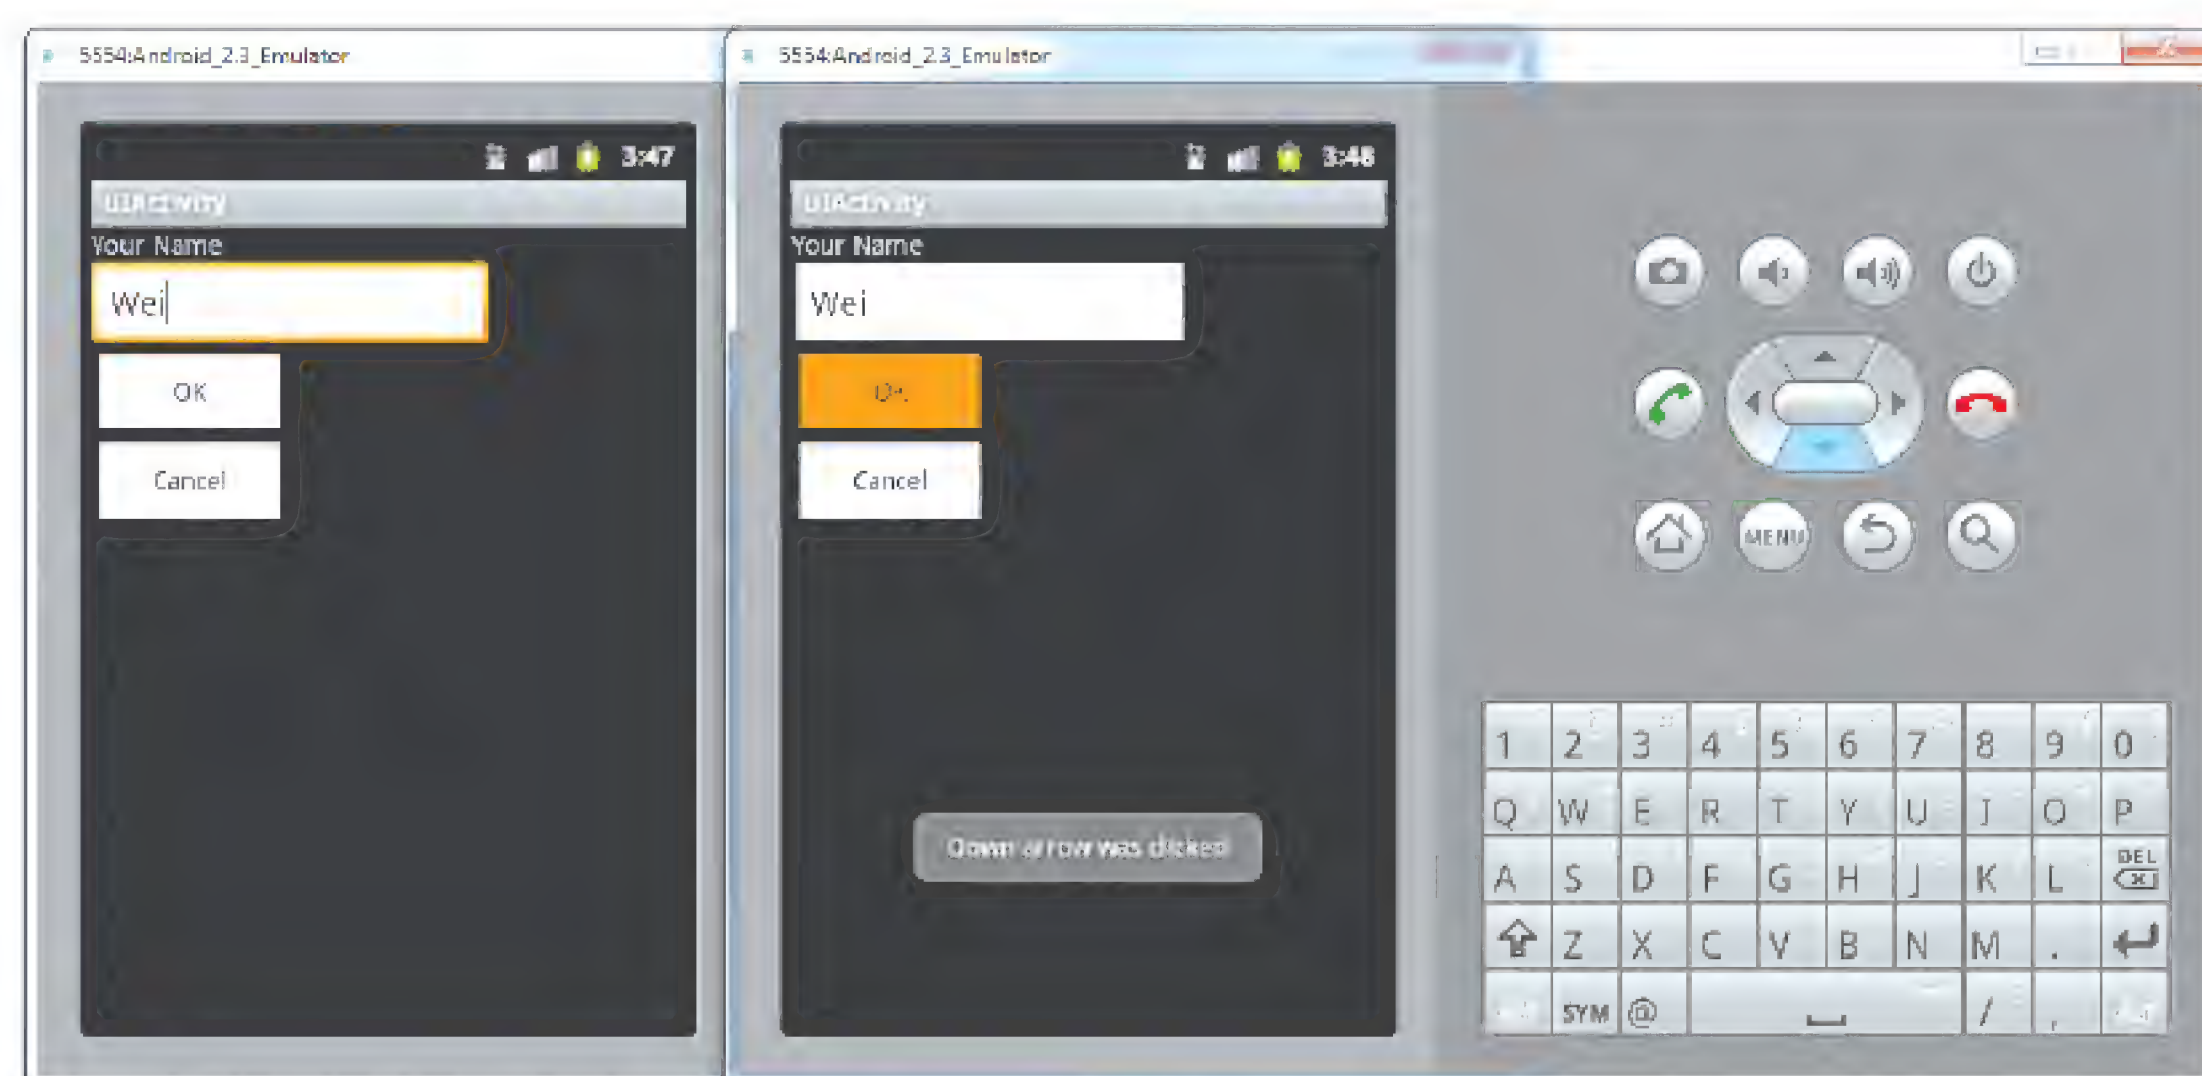 5554:Android_2.3_Emulator
3:47
UIActivity
Your Name
Wei
OK
Cancel
5554:Android_2.3_Emulator
3:48
UIActivity
Your Name
Wei
OK
Cancel
Down arrow was clicked
MENU
1 2 3 4 5 6 7 8 9 0
Q W E R T Y U I O P
A S D F G H J K L DEL
Z X C V B N M .
SYM @ / ,